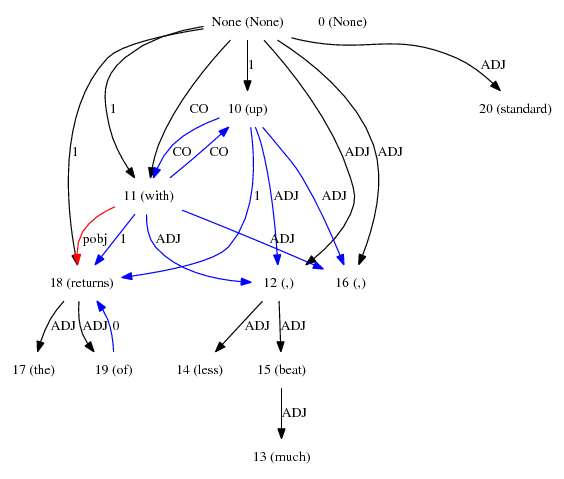 None (None) 0 (None)
1 ADJ
10 (up) CO 20 (standard)
1
1 CO CO ADJ ADJ
11 (with) 1 ADJ ADJ
pobj 1 ADJ ADJ
18 (returns) 12 (,) 16 (,)
ADJ ADJ 0 ADJ ADJ
17 (the) 19 (of) 14 (less) 15 (beat)
ADJ
13 (much)